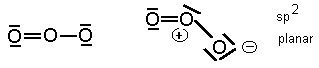 O=O-O
O=O
sp²
⊕
O ⊖
planar